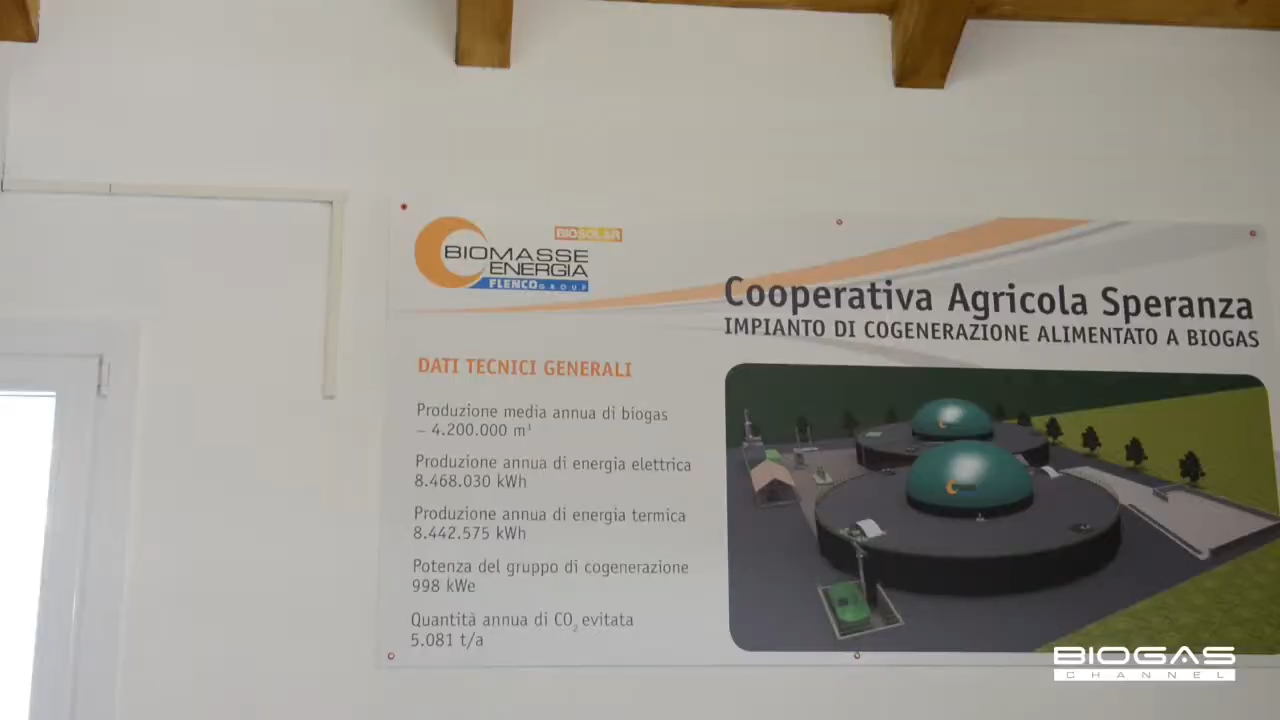 BIOSOLAR
BIOMASSE
ENERGIA
FLENCO GROUP
Cooperativa Agricola Speranza
IMPIANTO DI COGENERAZIONE ALIMENTATO A BIOGAS
DATI TECNICI GENERALI
Produzione media annua di biogas
– 4.200.000 m³
Produzione annua di energia elettrica
8.468.030 kWh
Produzione annua di energia termica
8.442.575 kWh
Potenza del gruppo di cogenerazione
998 kWe
Quantità annua di CO₂ evitata
5.081 t/a
BIOGAS
CHANNEL